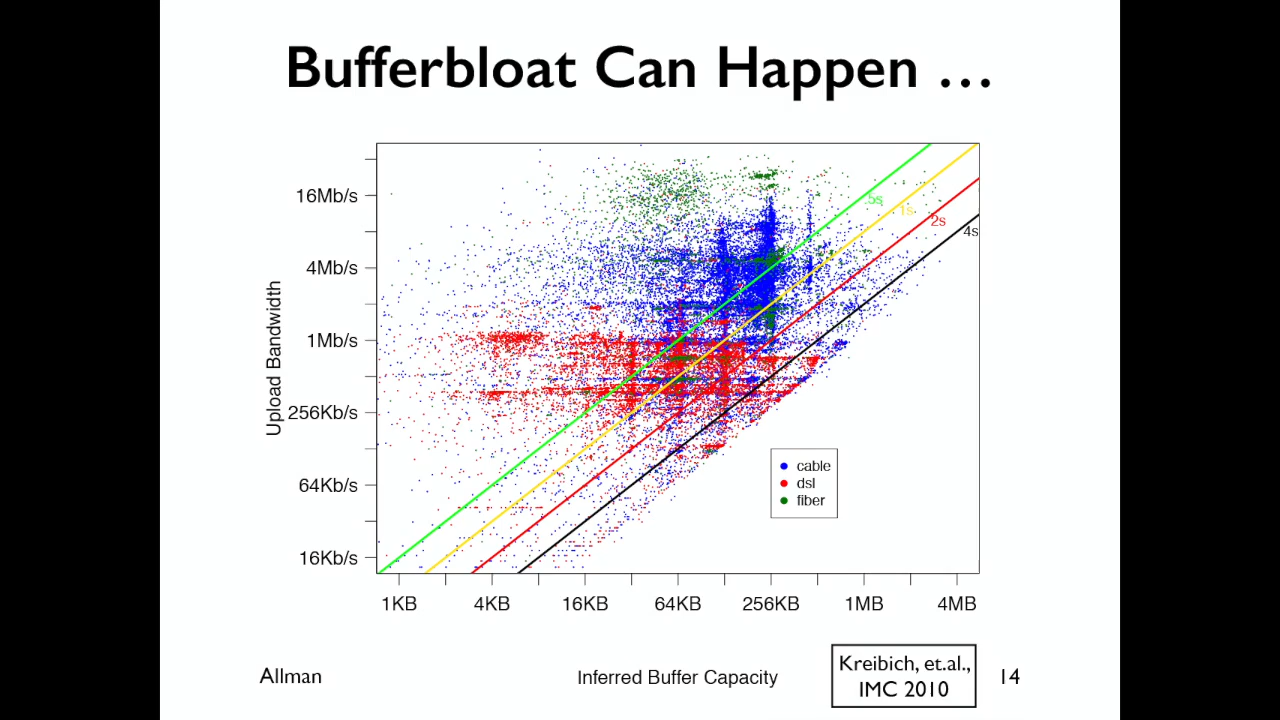 Bufferbloat Can Happen ...
16Mb/s
4Mb/s
1Mb/s
256Kb/s
64Kb/s
16Kb/s
Upload Bandwidth
5s
1s
2s
4s
cable
dsl
fiber
1KB 4KB 16KB 64KB 256KB 1MB 4MB
Inferred Buffer Capacity
Allman
Kreibich, et.al.,
IMC 2010
14